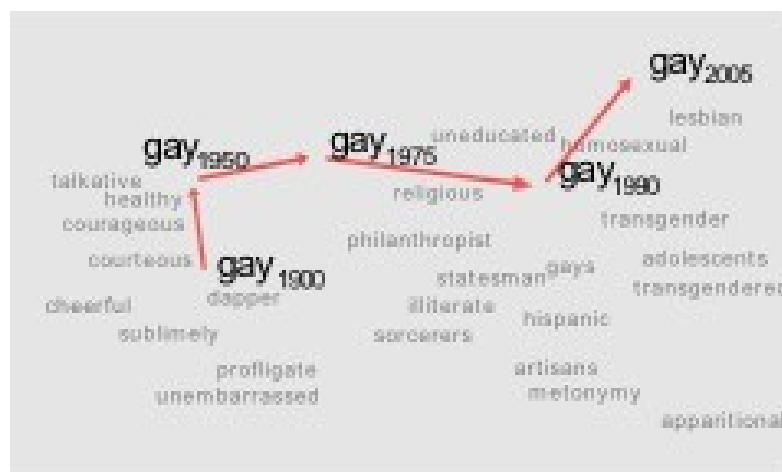 gay2005
lesbian
gay1950 gay1975 uneducated homosexual
talkative gay1990
healthy religious
courageous transgender
philanthropist
courteous gay1900 statesman gays adolescents
dapper transgendered
cheerful illiterate
sublimely sorcerers hispanic
profligate artisans
unembarrassed metonymy
apparitional